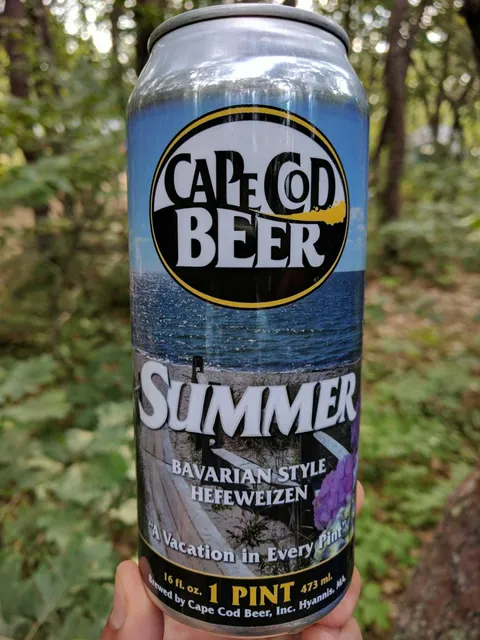 CAPE COD
BEER
SUMMER
BAVARIAN STYLE
HEFEWEIZEN
"A Vacation in Every Pint"
16 fl. oz. 1 PINT 473 ml.
Brewed by Cape Cod Beer, Inc. Hyannis, MA